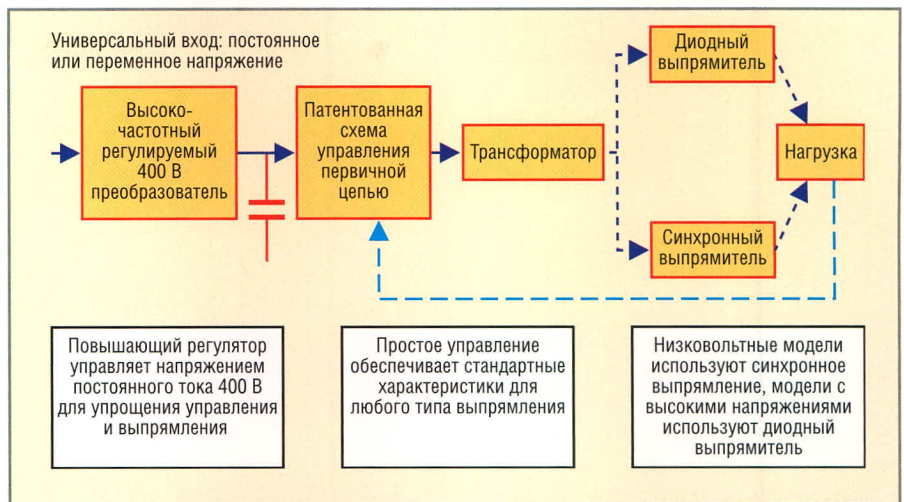 Универсальный вход: постоянное
или переменное напряжение
Высоко-
частотный
регулируемый
400 В
преобразователь
Патентованная
схема
управления
первичной
цепью
Трансформатор
Диодный
выпрямитель
Синхронный
выпрямитель
Нагрузка
Повышающий регулятор
управляет напряжением
постоянного тока 400 В
для упрощения управления
и выпрямления
Простое управление
обеспечивает стандартные
характеристики для
любого типа выпрямления
Низковольтные модели
используют синхронное
выпрямление, модели с
высокими напряжениями
используют диодный
выпрямитель